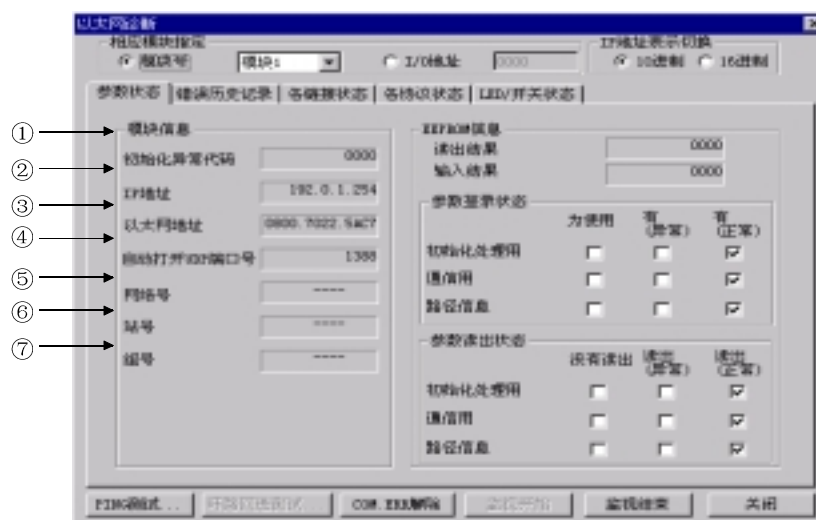 以太网诊断
相应模块指定
模块号 模块1 I/O地址 0000
IP地址表示切换
10进制 16进制
参数状态 错误历史记录 各链接状态 各协议状态 LED/开关状态
① 模块信息
② 初始化异常代码 0000
③ IP地址 192.0.1.254
④ 以太网地址 0800.7022.5AC7
⑤ 自动打开UDP端口号 1388
⑥ 网络号 ----
⑦ 站号 ----
组号 ----
EEPROM信息
读出结果 0000
输入结果 0000
参数登录状态
为使用 有(异常) 有(正常)
初始化处理用
通信用
路径信息
参数读出状态
没有读出 读出(异常) 读出(正常)
初始化处理用
通信用
路径信息
PING测试... COM.ERR解除 监视开始 监视结束 关闭